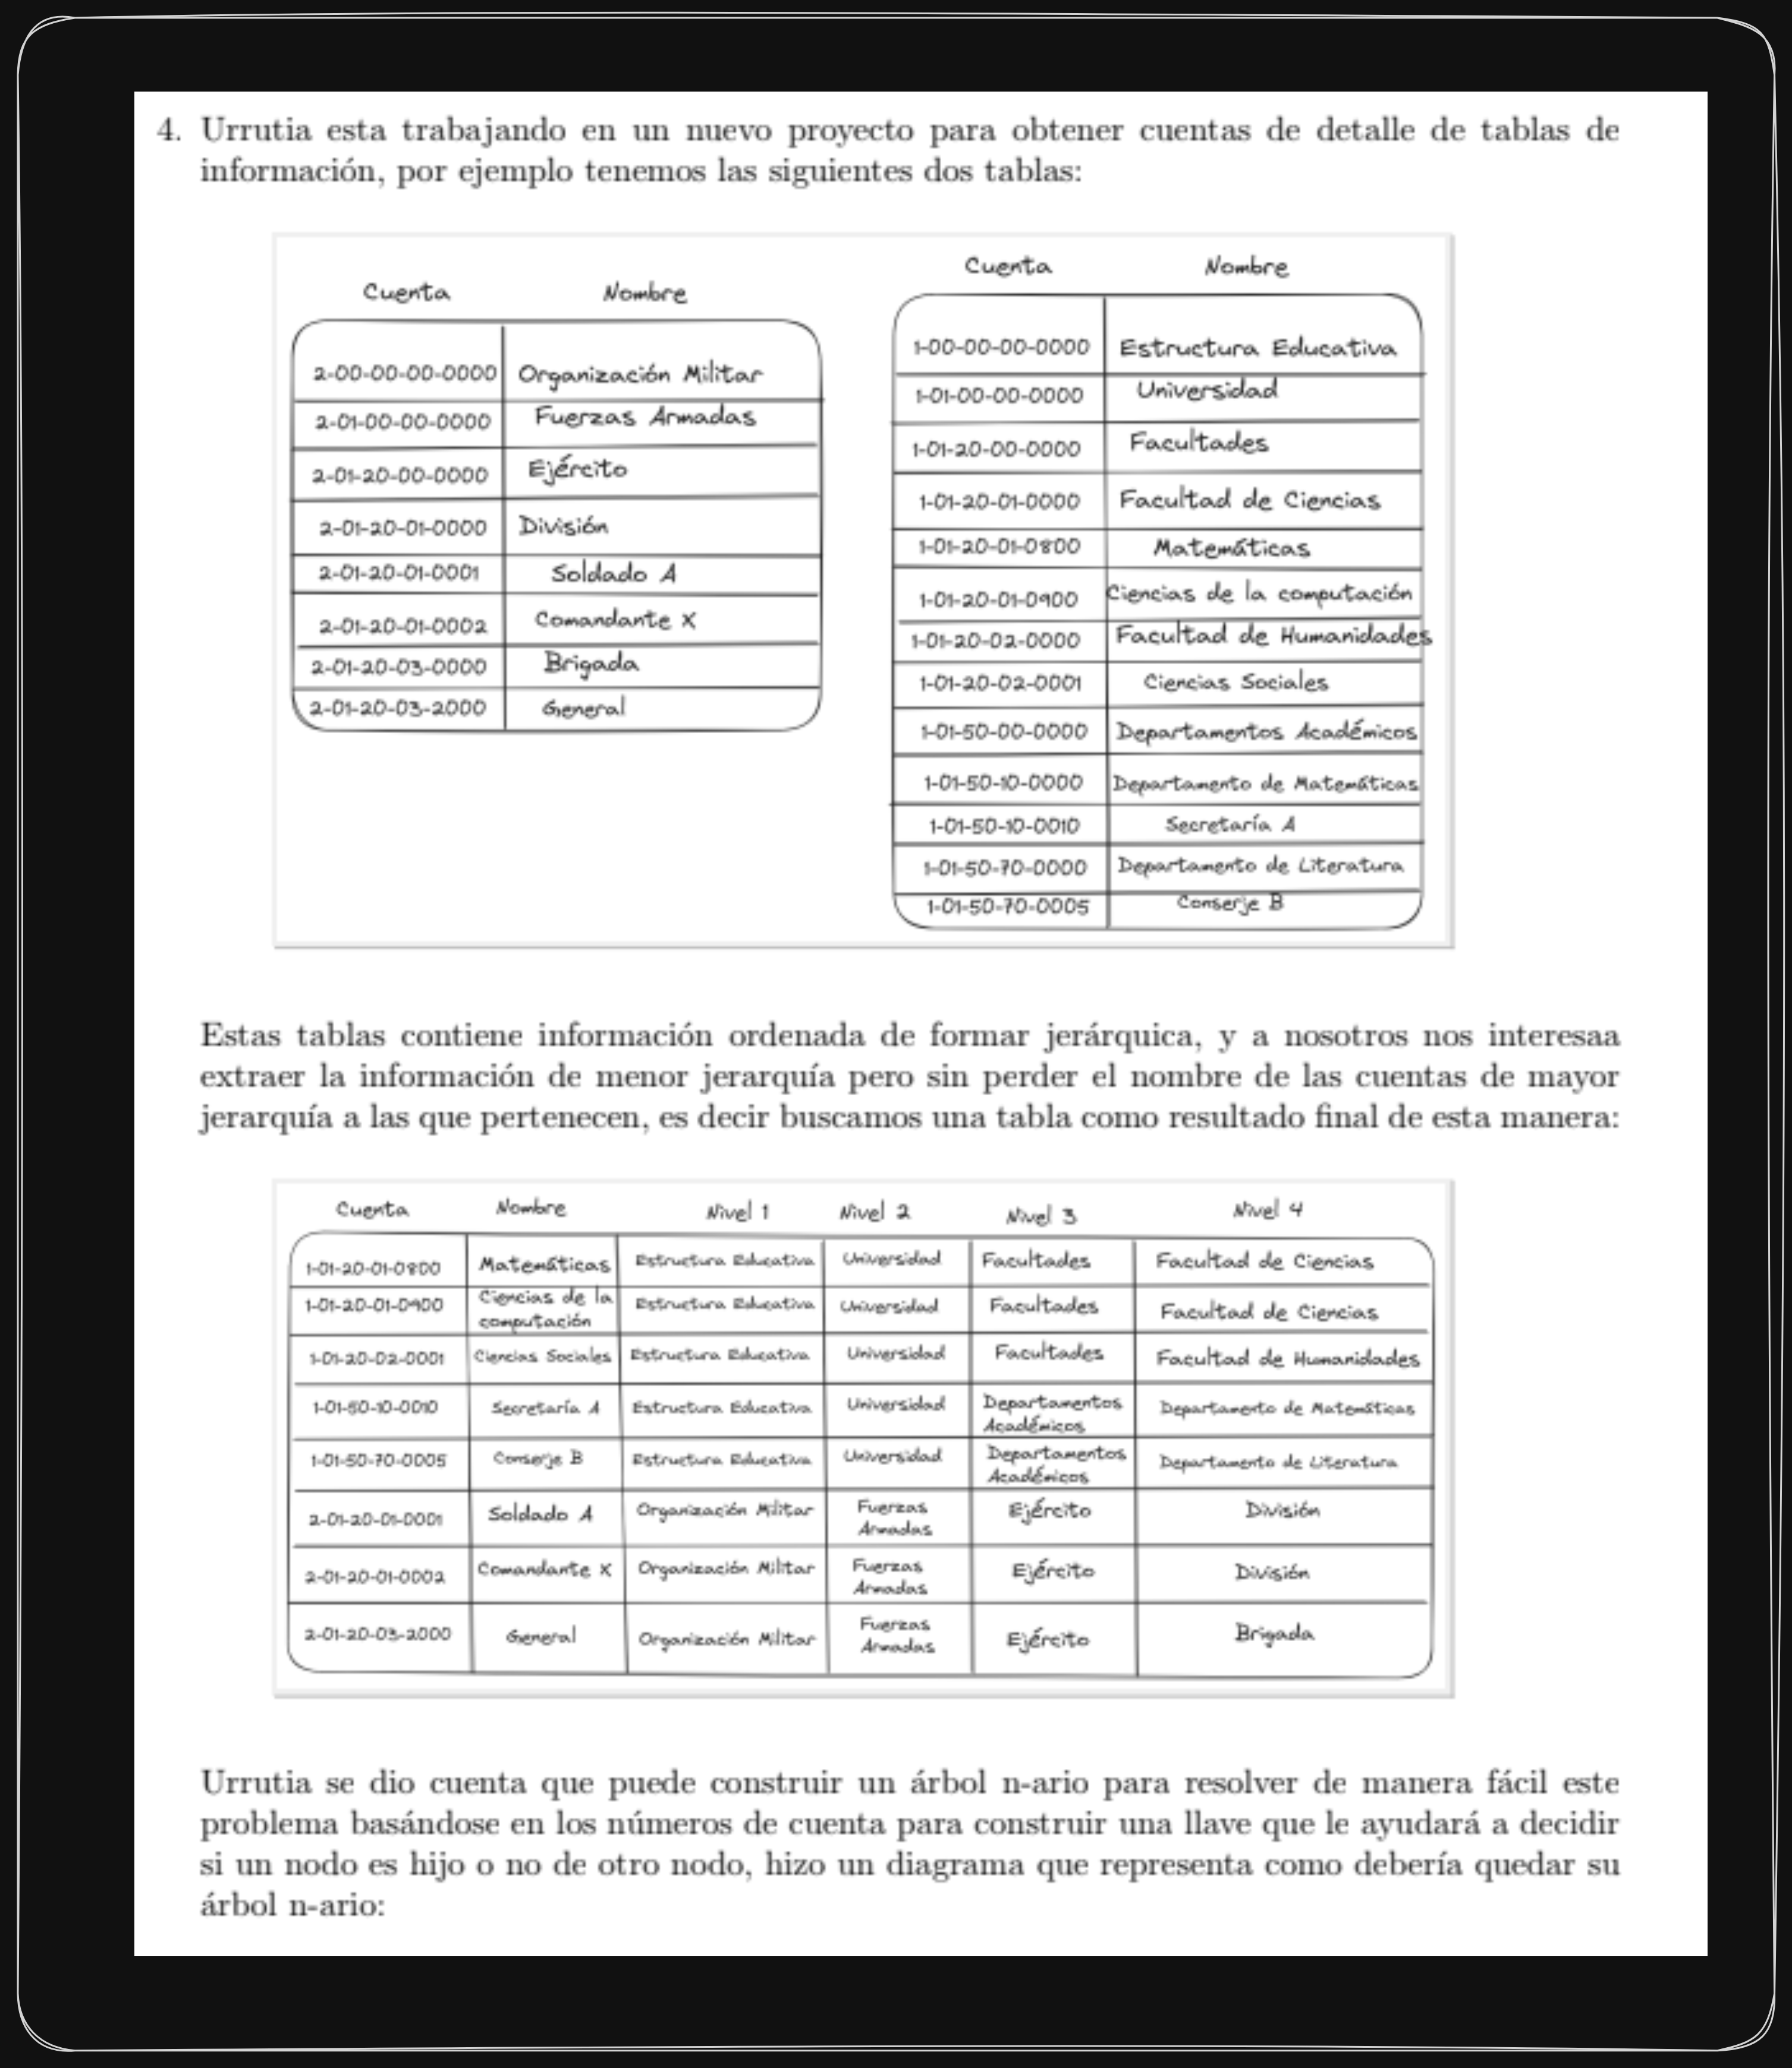 4. Urrutia esta trabajando en un nuevo proyecto para obtener cuentas de detalle de tablas de
información, por ejemplo tenemos las siguientes dos tablas:
Cuenta Nombre
2-00-00-00-0000 Organización Militar
2-01-00-00-0000 Fuerzas Armadas
2-01-20-00-0000 Ejército
2-01-20-01-0000 División
2-01-20-01-0001 Soldado A
2-01-20-01-0002 Comandante X
2-01-20-03-0000 Brigada
2-01-20-03-2000 General
Cuenta Nombre
1-00-00-00-0000 Estructura Educativa
1-01-00-00-0000 Universidad
1-01-20-00-0000 Facultades
1-01-20-01-0000 Facultad de Ciencias
1-01-20-01-0800 Matemáticas
1-01-20-01-0900 Ciencias de la computación
1-01-20-02-0000 Facultad de Humanidades
1-01-20-02-0001 Ciencias Sociales
1-01-50-00-0000 Departamentos Académicos
1-01-50-10-0000 Departamento de Matemáticas
1-01-50-10-0010 Secretaría A
1-01-50-70-0000 Departamento de Literatura
1-01-50-70-0005 Conserje B
Estas tablas contiene información ordenada de formar jerárquica, y a nosotros nos interesaa
extraer la información de menor jerarquía pero sin perder el nombre de las cuentas de mayor
jerarquía a las que pertenecen, es decir buscamos una tabla como resultado final de esta manera:
Cuenta Nombre Nivel 1 Nivel 2 Nivel 3 Nivel 4
1-01-20-01-0800 Matemáticas Estructura Educativa Universidad Facultades Facultad de Ciencias
1-01-20-01-0900 Ciencias de la computación Estructura Educativa Universidad Facultades Facultad de Ciencias
1-01-20-02-0001 Ciencias Sociales Estructura Educativa Universidad Facultades Facultad de Humanidades
1-01-50-10-0010 Secretaría A Estructura Educativa Universidad Departamentos Académicos Departamento de Matemáticas
1-01-50-70-0005 Conserje B Estructura Educativa Universidad Departamentos Académicos Departamento de Literatura
2-01-20-01-0001 Soldado A Organización Militar Fuerzas Armadas Ejército División
2-01-20-01-0002 Comandante X Organización Militar Fuerzas Armadas Ejército División
2-01-20-03-2000 General Organización Militar Fuerzas Armadas Ejército Brigada
Urrutia se dio cuenta que puede construir un árbol n-ario para resolver de manera fácil este
problema basándose en los números de cuenta para construir una llave que le ayudará a decidir
si un nodo es hijo o no de otro nodo, hizo un diagrama que representa como debería quedar su
árbol n-ario: